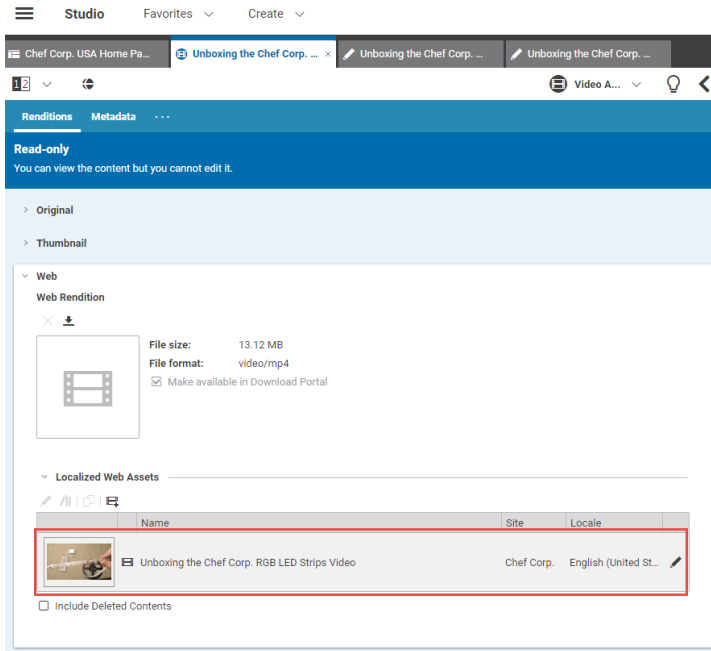 Studio Favorites Create
Chef Corp. USA Home Pa... Unboxing the Chef Corp. ... × Unboxing the Chef Corp. ... Unboxing the Chef Corp. ...
12 Video A...
Renditions Metadata ...
Read-only
You can view the content but you cannot edit it.
Original
Thumbnail
Web
Web Rendition
File size: 13.12 MB
File format: video/mp4
Make available in Download Portal
Localized Web Assets
Name Site Locale
Unboxing the Chef Corp. RGB LED Strips Video Chef Corp. English (United St...
Include Deleted Contents